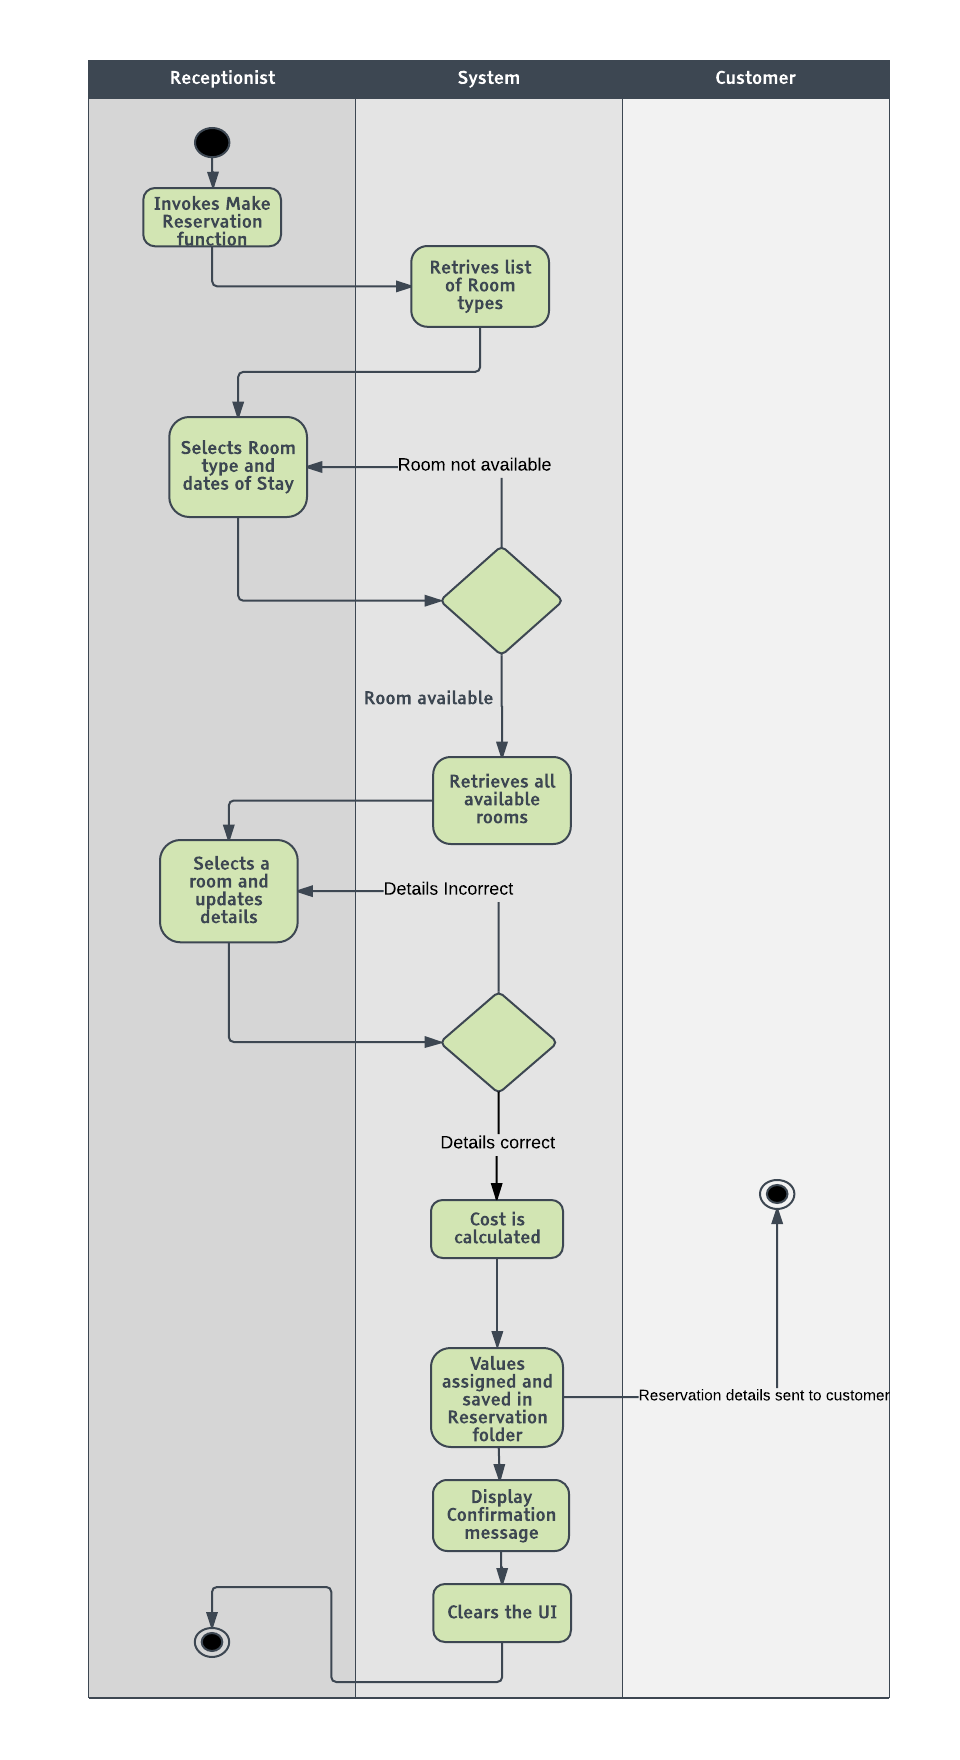 Receptionist
System
Customer
Invokes Make
Reservation
function
Retrives list
of Room
types
Selects Room
type and
dates of Stay
Room not available
Room available
Retrieves all
available
rooms
Selects a
room and
updates
details
Details Incorrect
Details correct
Cost is
calculated
Values
assigned and
saved in
Reservation
folder
Reservation details sent to customer
Display
Confirmation
message
Clears the UI